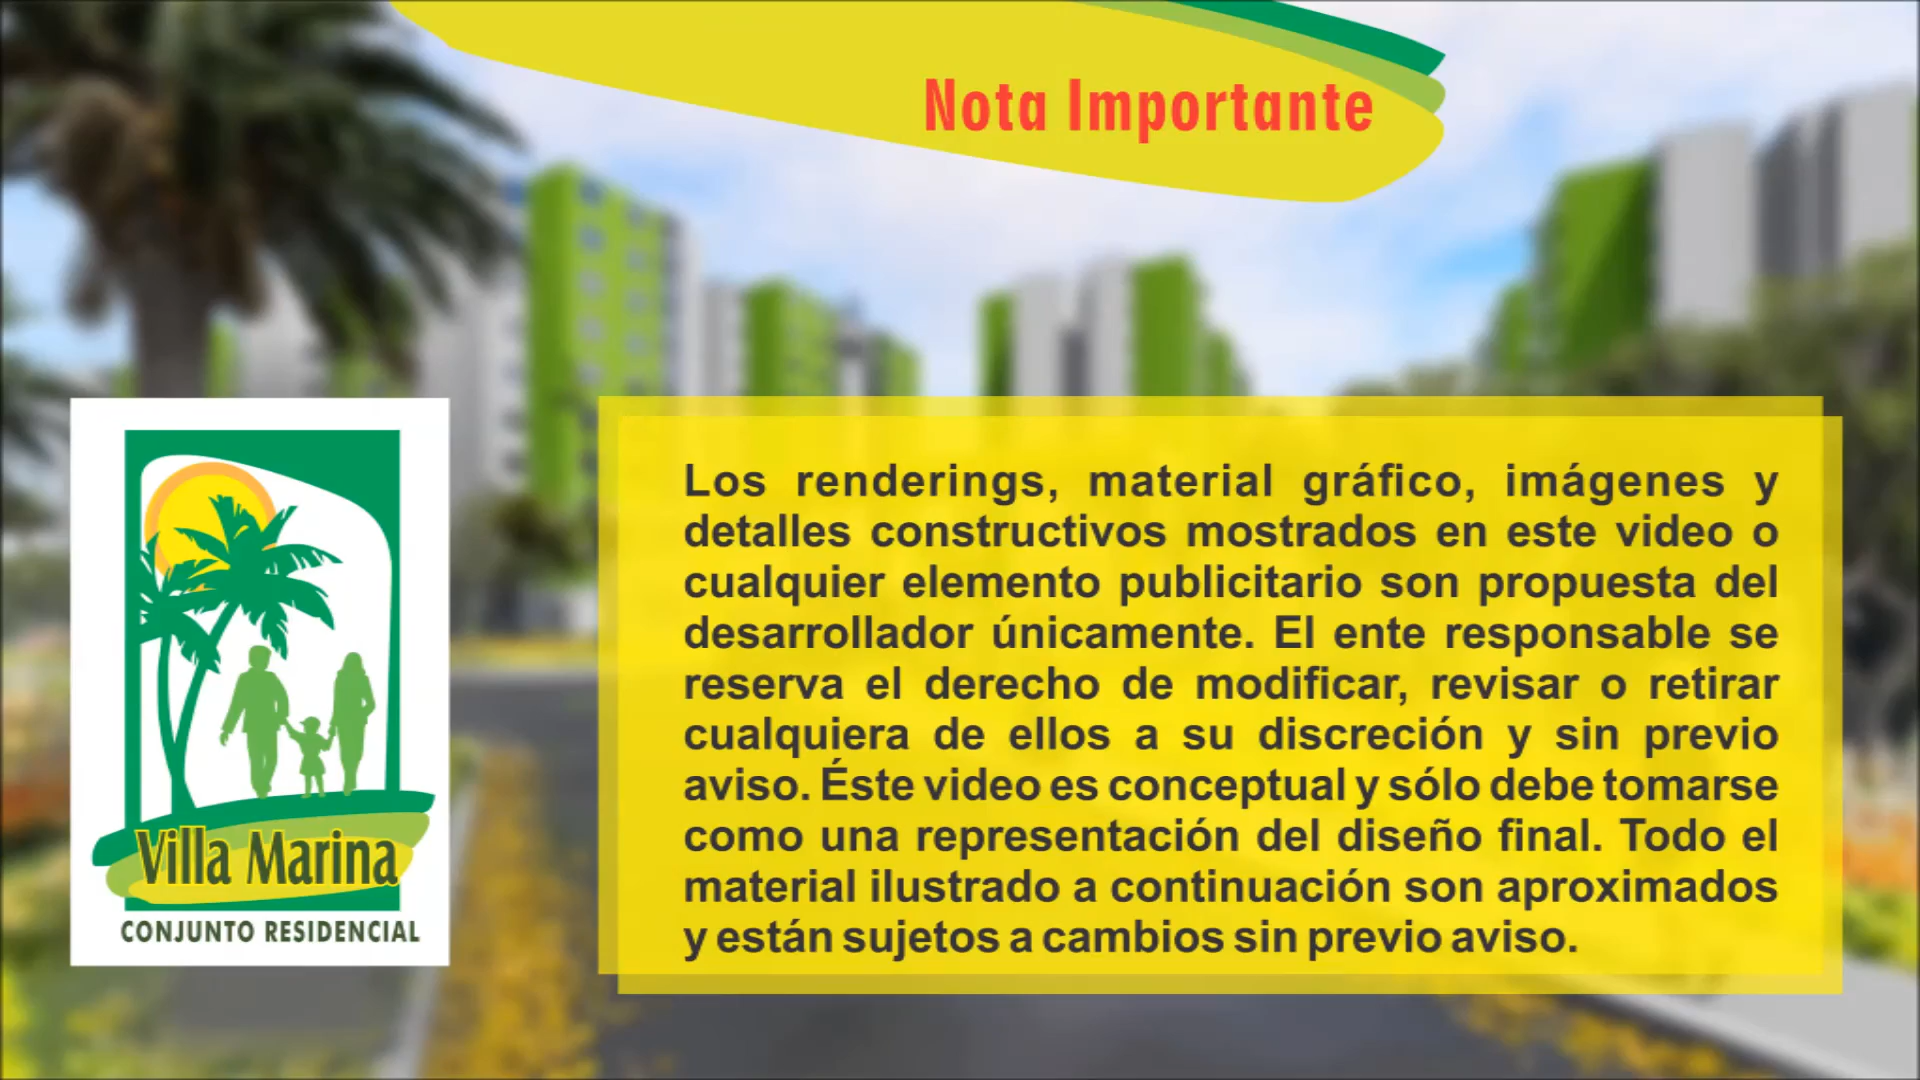 Nota Importante
Los renderings, material gráfico, imágenes y
detalles constructivos mostrados en este video o
cualquier elemento publicitario son propuesta del
desarrollador únicamente. El ente responsable se
reserva el derecho de modificar, revisar o retirar
cualquiera de ellos a su discreción y sin previo
aviso. Éste video es conceptual y sólo debe tomarse
como una representación del diseño final. Todo el
material ilustrado a continuación son aproximados
y están sujetos a cambios sin previo aviso.
Villa Marina
CONJUNTO RESIDENCIAL